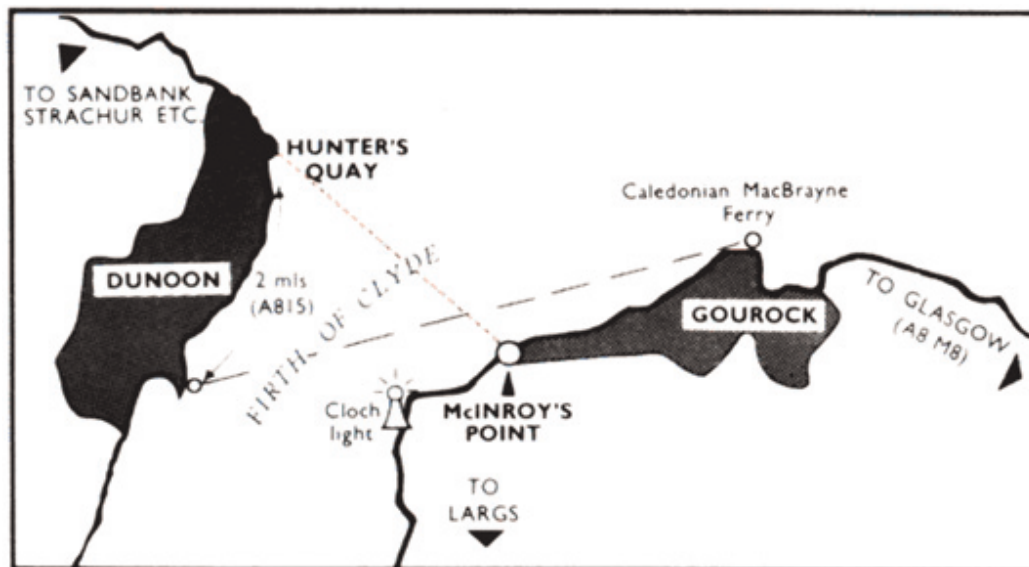 TO SANDBANK
STRACHUR ETC.
HUNTER'S
QUAY
Caledonian MacBrayne
Ferry
DUNOON
2 mls
(A815)
FIRTH OF CLYDE
GOUROCK
TO GLASGOW
(A8 M8)
Cloch
light
McINROY'S
POINT
TO
LARGS